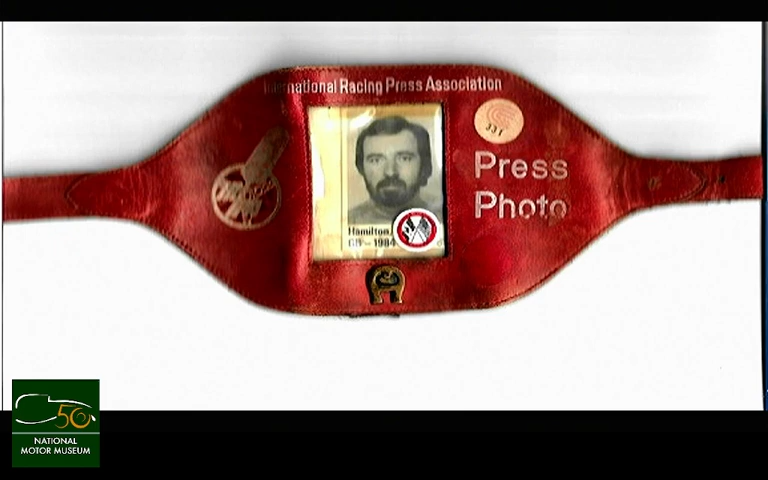 International Racing Press Association
331
Press
Photo
Hamilton.
GB - 1984
50
NATIONAL
MOTOR MUSEUM